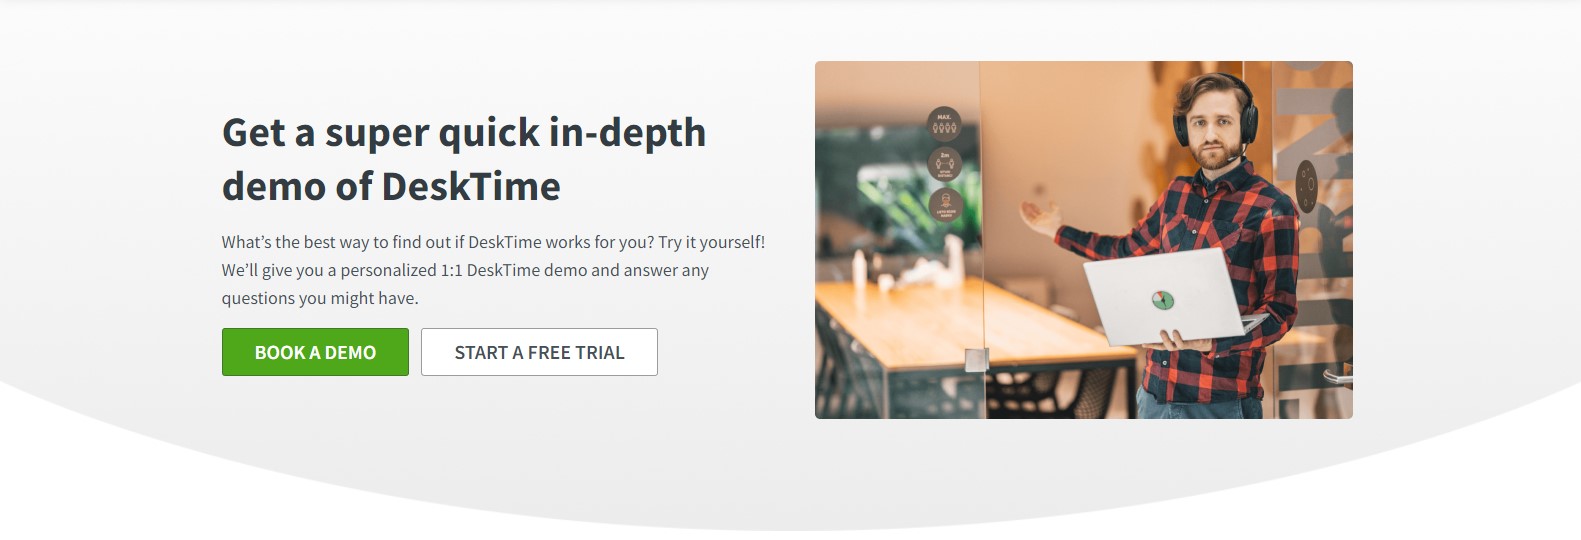 Get a super quick in-depth
demo of DeskTime
What’s the best way to find out if DeskTime works for you? Try it yourself!
We’ll give you a personalized 1:1 DeskTime demo and answer any
questions you might have.
BOOK A DEMO
START A FREE TRIAL
MAX.
2m